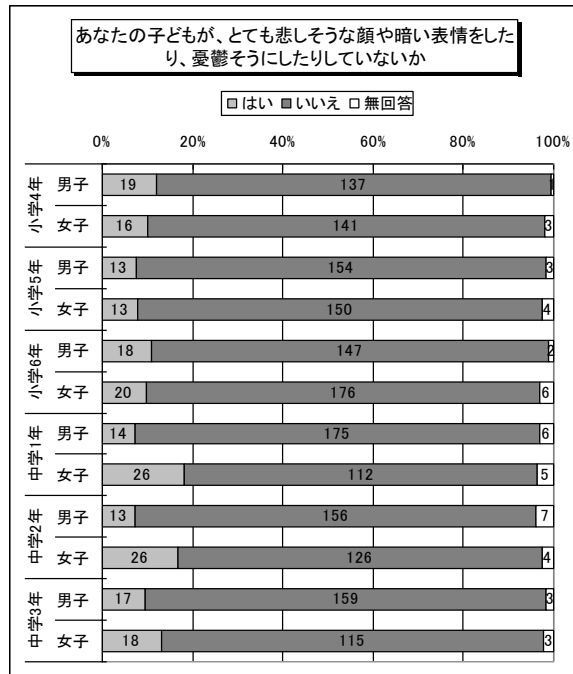 あなたの子どもが、とても悲しそうな顔や暗い表情をした
り、憂鬱そうにしたりしていないか
はい いいえ 無回答
0% 20% 40% 60% 80% 100%
小学4年
男子 19 137
女子 16 141 3
小学5年
男子 13 154 3
女子 13 150 4
小学6年
男子 18 147 2
女子 20 176 6
中学1年
男子 14 175 6
女子 26 112 5
中学2年
男子 13 156 7
女子 26 126 4
中学3年
男子 17 159 3
女子 18 115 3